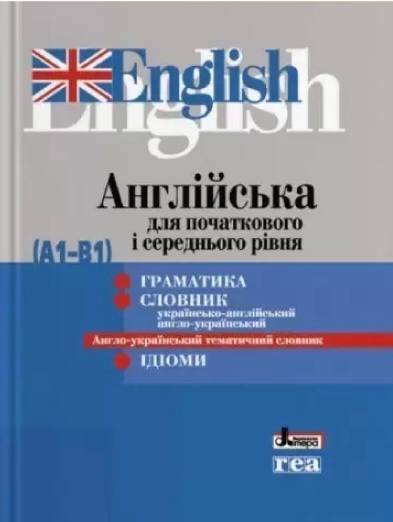 English
English
Англійська
для початкового
і середнього рівня
(А1–В1)
ГРАМАТИКА
СЛОВНИК
українсько-англійський
англо-український
Англо-український тематичний словник
ІДІОМИ
літера
rea